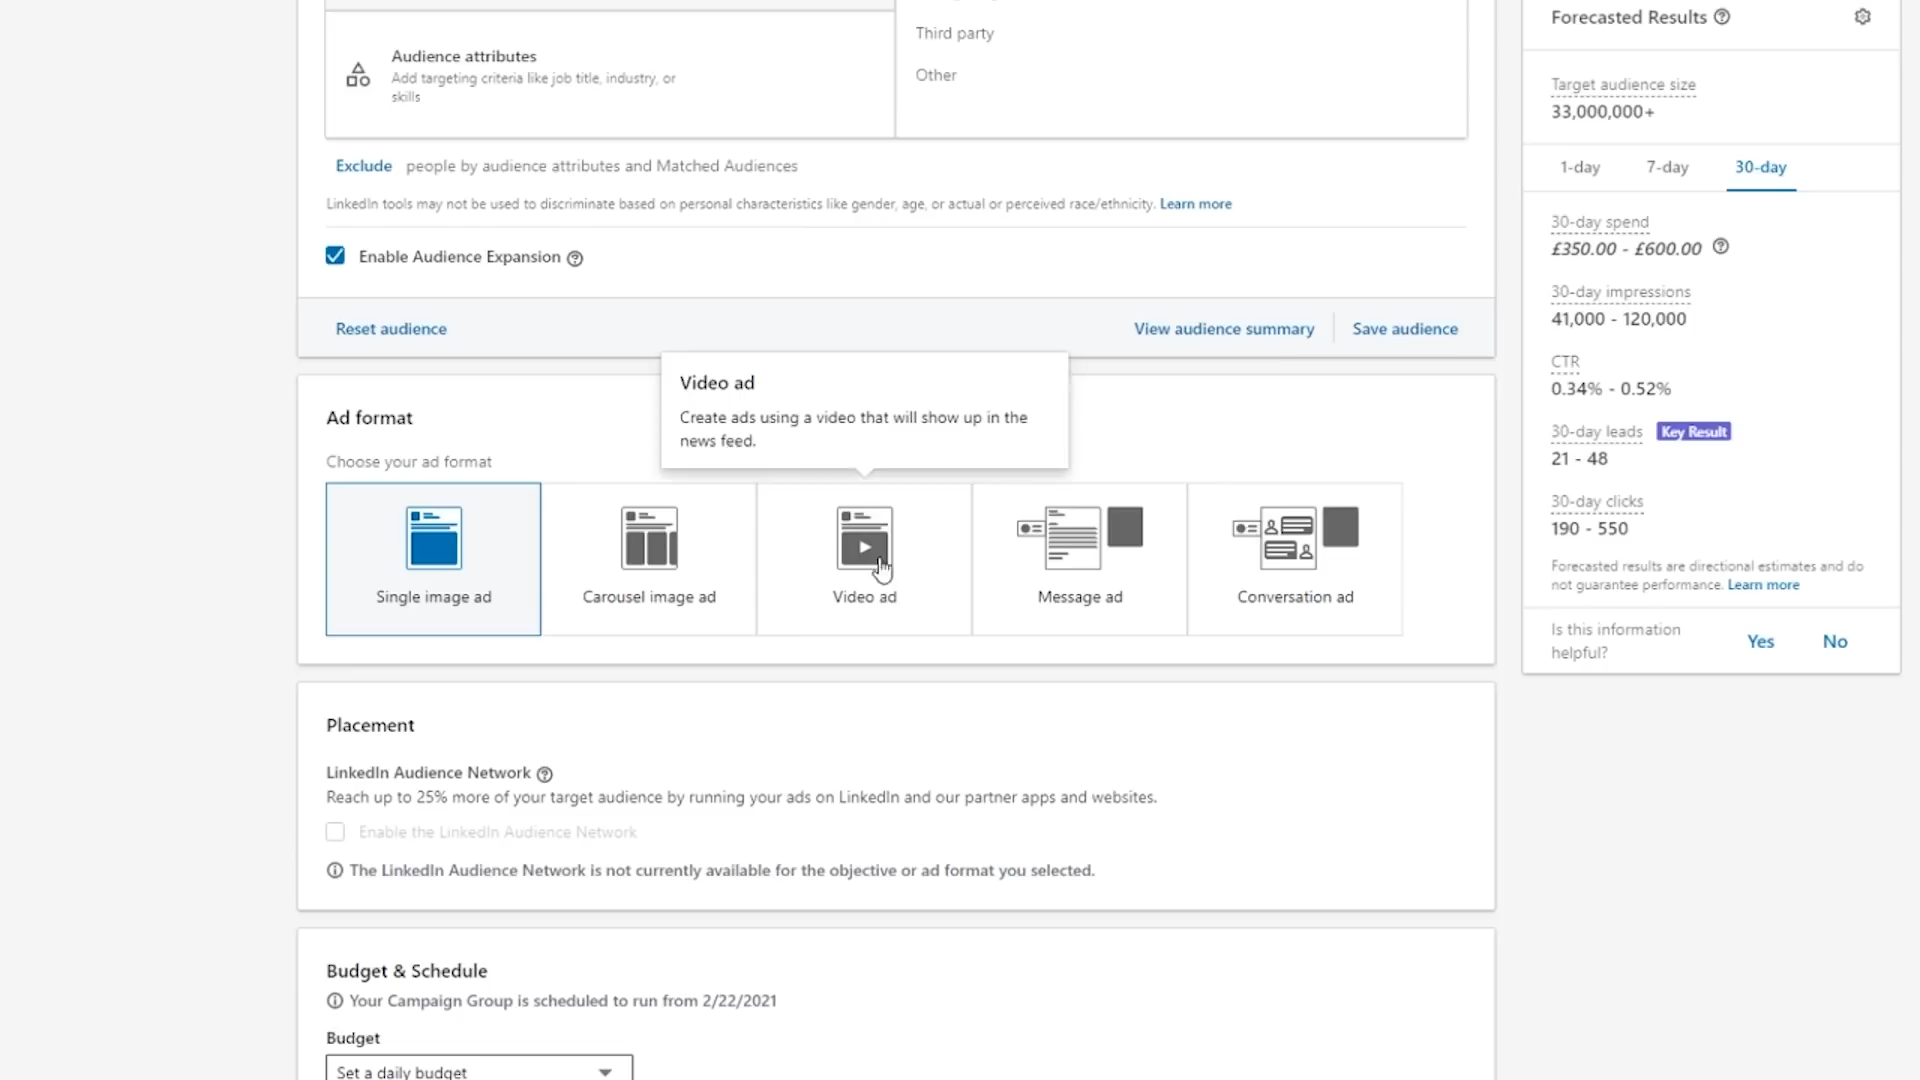 Third party
Other
Audience attributes
Add targeting criteria like job title, industry, or
skills
Exclude people by audience attributes and Matched Audiences
LinkedIn tools may not be used to discriminate based on personal characteristics like gender, age, or actual or perceived race/ethnicity. Learn more
Enable Audience Expansion
Reset audience
View audience summary
Save audience
Video ad
Create ads using a video that will show up in the
news feed.
Ad format
Choose your ad format
Single image ad
Carousel image ad
Video ad
Message ad
Conversation ad
Placement
LinkedIn Audience Network
Reach up to 25% more of your target audience by running your ads on LinkedIn and our partner apps and websites.
Enable the LinkedIn Audience Network
The LinkedIn Audience Network is not currently available for the objective or ad format you selected.
Budget & Schedule
Your Campaign Group is scheduled to run from 2/22/2021
Budget
Set a daily budget
Forecasted Results
Target audience size
33,000,000+
1-day
7-day
30-day
30-day spend
£350.00 - £600.00
30-day impressions
41,000 - 120,000
CTR
0.34% - 0.52%
30-day leads Key Result
21 - 48
30-day clicks
190 - 550
Forecasted results are directional estimates and do
not guarantee performance. Learn more
Is this information
helpful?
Yes
No